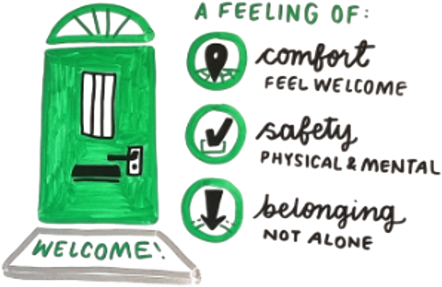 A FEELING OF:
comfort
FEEL WELCOME
safety
PHYSICAL & MENTAL
belonging
NOT ALONE
WELCOME!